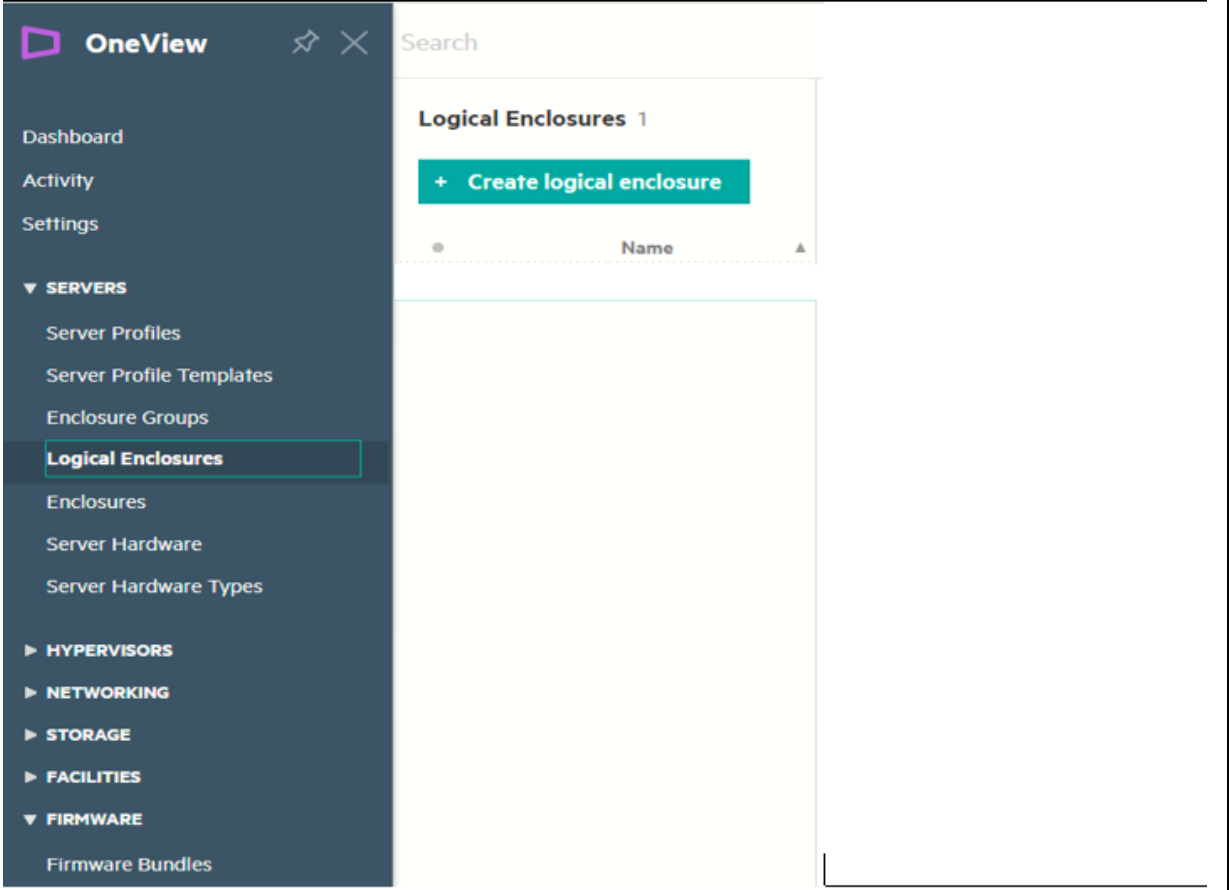 OneView
Search
Dashboard
Activity
Settings
▼ SERVERS
Server Profiles
Server Profile Templates
Enclosure Groups
Logical Enclosures
Enclosures
Server Hardware
Server Hardware Types
▶ HYPERVISORS
▶ NETWORKING
▶ STORAGE
▶ FACILITIES
▼ FIRMWARE
Firmware Bundles
Logical Enclosures 1
+ Create logical enclosure
Name ▲